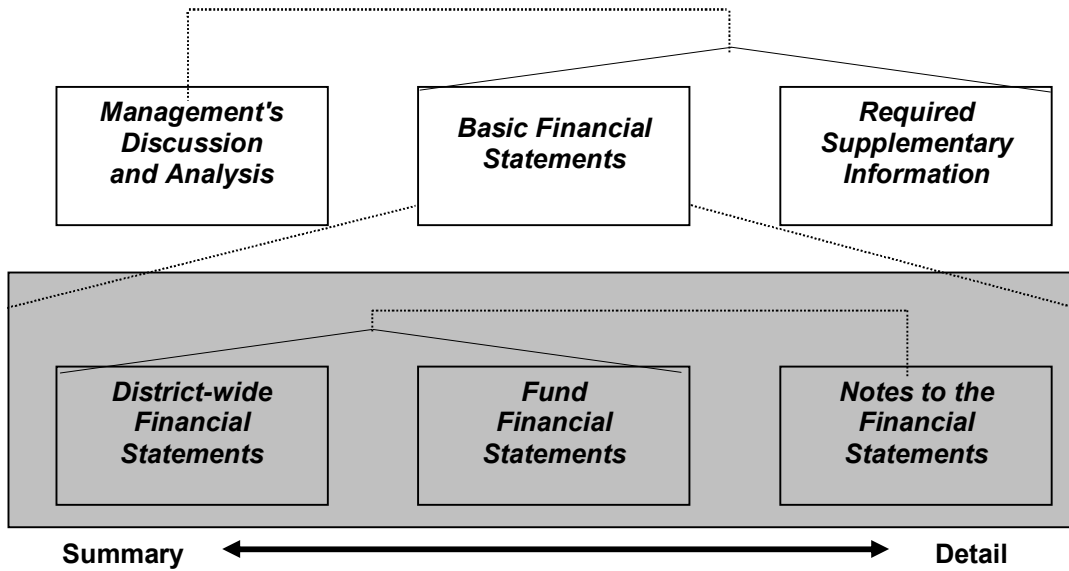 Management's
Discussion
and Analysis
Basic Financial
Statements
Required
Supplementary
Information
District-wide
Financial
Statements
Fund
Financial
Statements
Notes to the
Financial
Statements
Summary
Detail